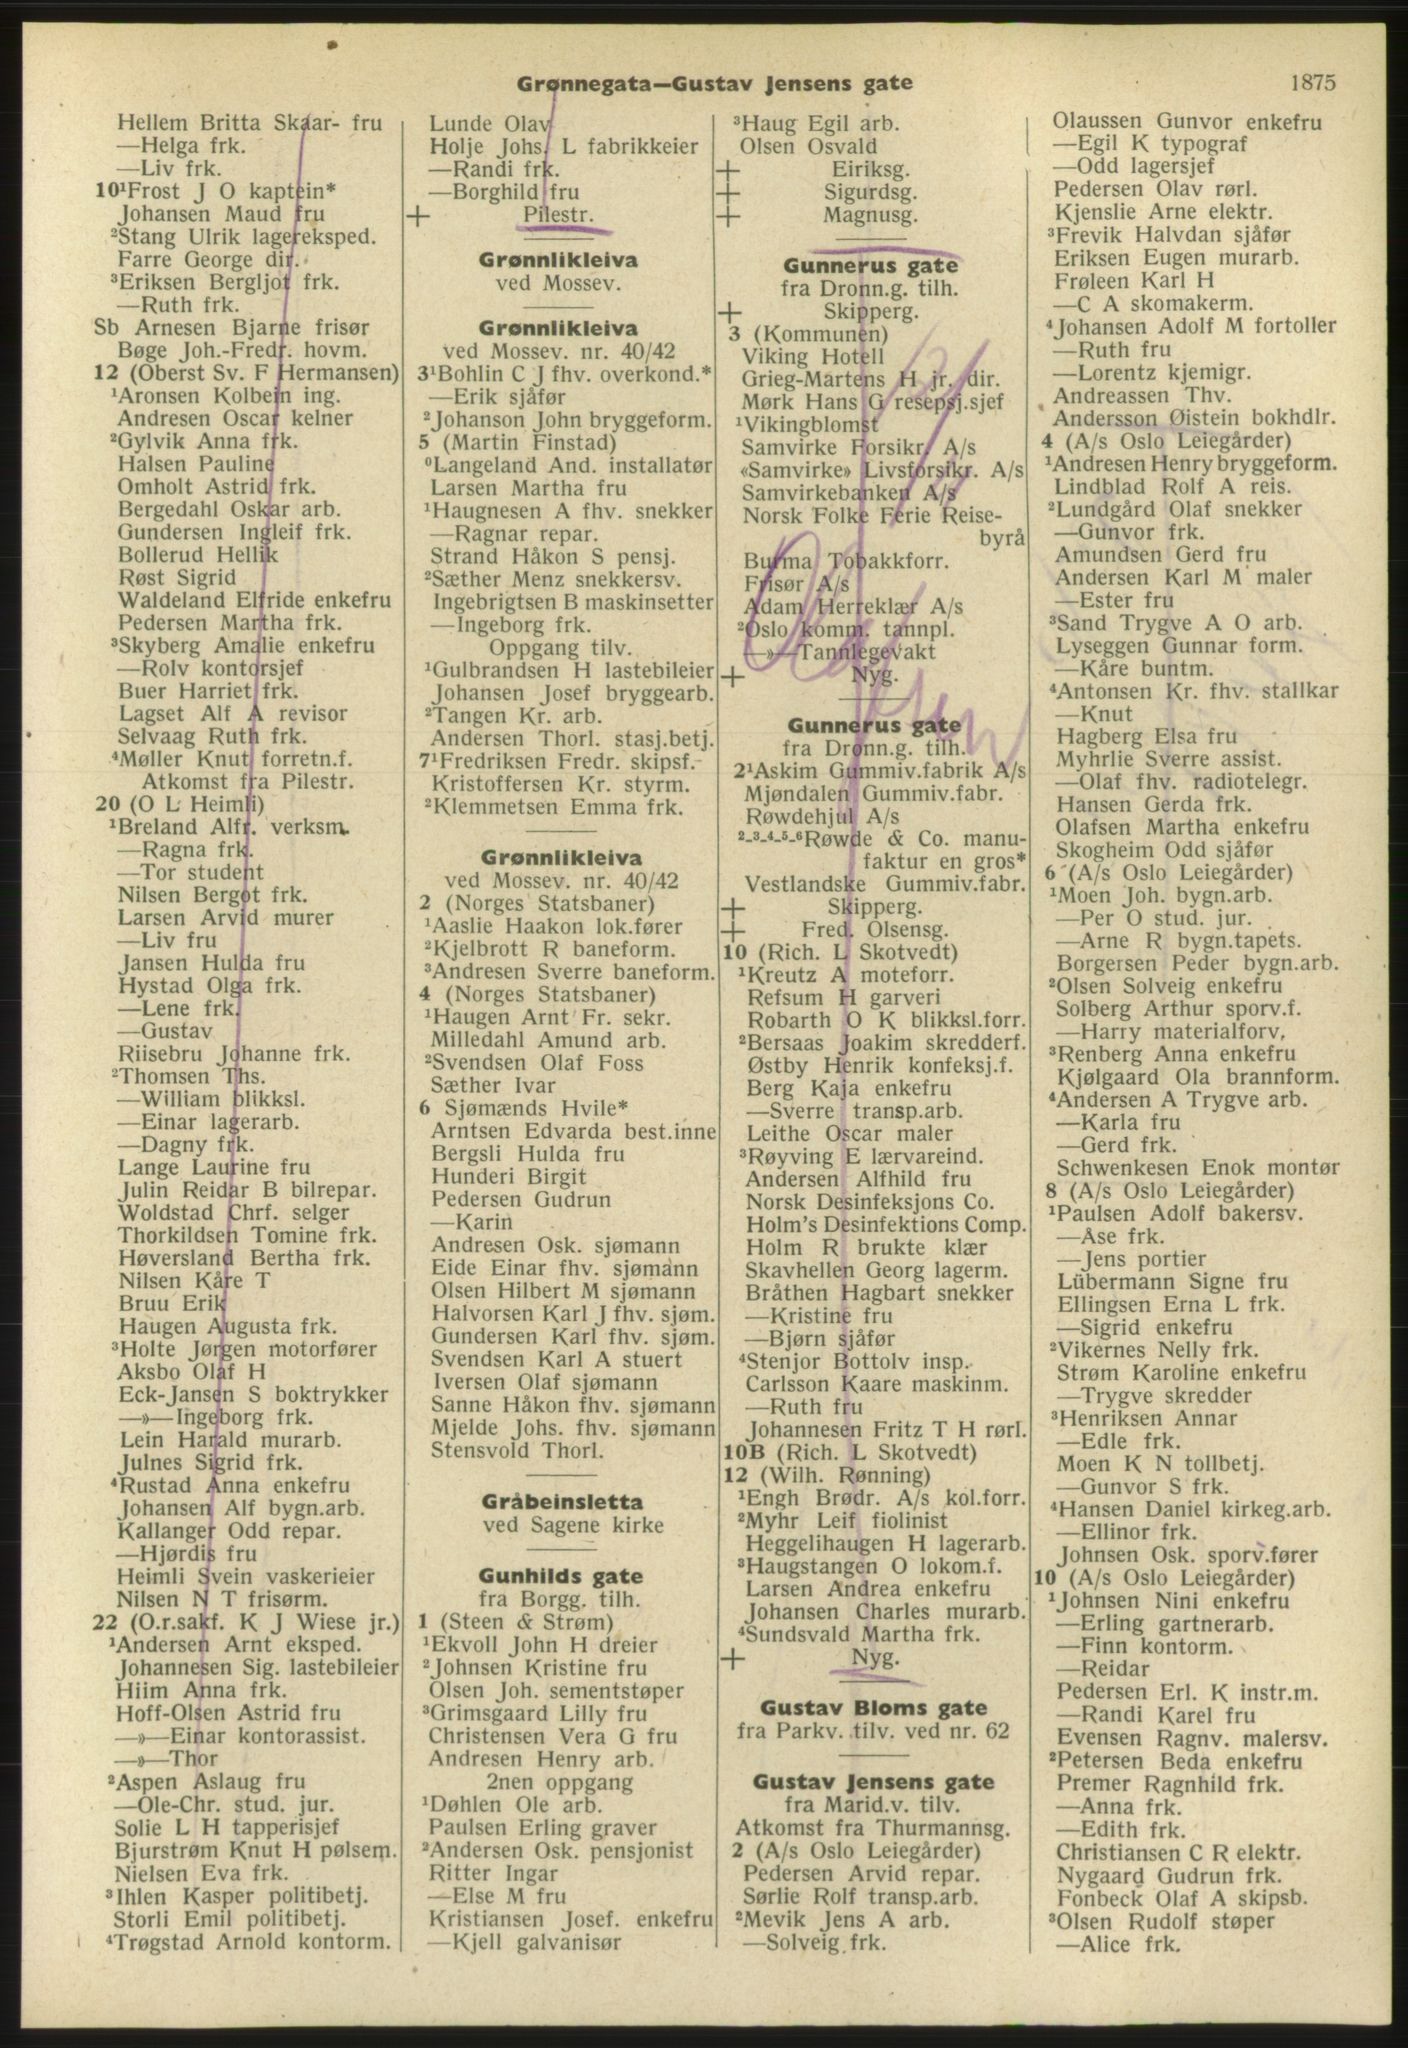 Grønnegata—Gustav Jensens gate
1875
Hellem Britta Skaar- fru
—Helga frk.
—Liv frk.
10¹Frost J O kaptein*
Johansen Maud fru
²Stang Ulrik lagereksped.
Farre George dir.
³Eriksen Bergljot frk.
—Ruth frk.
Sb Arnesen Bjarne frisør
Bøge Joh.-Fredr. hovm.
12 (Oberst Sv. F Hermansen)
¹Aronsen Kolbein ing.
Andresen Oscar kelner
²Gylvik Anna frk.
Halsen Pauline
Omholt Astrid frk.
Bergedahl Oskar arb.
Gundersen Ingleif frk.
Bollerud Hellik
Røst Sigrid
Waldeland Elfride enkefru
Pedersen Martha frk.
³Skyberg Amalie enkefru
—Rolv kontorsjef
Buer Harriet frk.
Lagset Alf A revisor
Selvaag Ruth frk.
⁴Møller Knut forretn.f.
Atkomst fra Pilestr.
20 (O L Heimli)
¹Breland Alfr. verksm.
—Ragna frk.
—Tor student
Nilsen Bergot frk.
Larsen Arvid murer
—Liv fru
Jansen Hulda fru
Hystad Olga frk.
—Lene frk.
—Gustav
Riisebru Johanne frk.
²Thomsen Ths.
—William blikksl.
—Einar lagerarb.
—Dagny frk.
Lange Laurine fru
Julin Reidar B bilrepar.
Woldstad Chrf. selger
Thorkildsen Tomine frk.
Høversland Bertha frk.
Nilsen Kåre T
Bruu Erik
Haugen Augusta frk.
³Holte Jørgen motorfører
Aksbo Olaf H
Eck-Jansen S boktrykker
—»—Ingeborg frk.
Lein Harald murarb.
Julnes Sigrid frk.
⁴Rustad Anna enkefru
Johansen Alf bygn.arb.
Kallanger Odd repar.
—Hjørdis fru
Heimli Svein vaskerieier
Nilsen N T frisørm.
22 (O.r.sakf. K J Wiese jr.)
¹Andersen Arnt eksped.
Johannesen Sig. lastebileier
Hiim Anna frk.
Hoff-Olsen Astrid fru
—»—Einar kontorassist.
—»—Thor
²Aspen Aslaug fru
—Ole-Chr. stud. jur.
Solie L H tapperisjef
Bjurstrøm Knut H pølsem.
Nielsen Eva frk.
³Ihlen Kasper politibetj.
Storli Emil politibetj.
⁴Trøgstad Arnold kontorm.
Lunde Olav
Holje Johs. L fabrikkeier
—Randi frk.
—Borghild fru
+ Pilestr.
Grønnlikleiva
ved Mossev.
Grønnlikleiva
ved Mossev. nr. 40/42
3¹Bohlin C J fhv. overkond.*
—Erik sjåfør
²Johanson John bryggeform.
5 (Martin Finstad)
⁰Langeland And. installatør
Larsen Martha fru
¹Haugnesen A fhv. snekker
—Ragnar repar.
Strand Håkon S pensj.
²Sæther Menz snekkersv.
Ingebrigtsen B maskinsetter
—Ingeborg frk.
Oppgang tilv.
¹Gulbrandsen H lastebileier
Johansen Josef bryggearb.
²Tangen Kr. arb.
Andersen Thorl. stasj.betj.
7¹Fredriksen Fredr. skipsf.
Kristoffersen Kr. styrm.
²Klemmetsen Emma frk.
Grønnlikleiva
ved Mossev. nr. 40/42
2 (Norges Statsbaner)
¹Aaslie Haakon lok.fører
²Kjelbrott R baneform.
³Andresen Sverre baneform.
4 (Norges Statsbaner)
¹Haugen Arnt Fr. sekr.
Milledahl Amund arb.
²Svendsen Olaf Foss
Sæther Ivar
6 Sjømænds Hvile*
Arntsen Edvarda best.inne
Bergsli Hulda fru
Hunderi Birgit
Pedersen Gudrun
—Karin
Andresen Osk. sjømann
Eide Einar fhv. sjømann
Olsen Hilbert M sjømann
Halvorsen Karl J fhv. sjøm.
Gundersen Karl fhv. sjøm.
Svendsen Karl A stuert
Iversen Olaf sjømann
Sanne Håkon fhv. sjømann
Mjelde Johs. fhv. sjømann
Stensvold Thorl.
Gråbeinsletta
ved Sagene kirke
Gunhilds gate
fra Borgg. tilh.
1 (Steen & Strøm)
¹Ekvoll John H dreier
²Johnsen Kristine fru
Olsen Joh. sementstøper
³Grimsgaard Lilly fru
Christensen Vera G fru
Andresen Henry arb.
2nen oppgang
¹Døhlen Ole arb.
Paulsen Erling graver
²Andersen Osk. pensjonist
Ritter Ingar
—Else M fru
Kristiansen Josef. enkefru
—Kjell galvanisør
³Haug Egil arb.
Olsen Osvald
+ Eiriksg.
+ Sigurdsg.
+ Magnusg.
Gunnerus gate
fra Dronn.g. tilh.
+ Skipperg.
3 (Kommunen)
Viking Hotell
Grieg-Martens H jr. dir.
Mørk Hans G resepsj.sjef
¹Vikingblomst
Samvirke Forsikr. A/s
«Samvirke» Livsforsikr. A/s
Samvirkebanken A/s
Norsk Folke Ferie Reise-
byrå
Burma Tobakkforr.
Frisør A/s
Adam Herreklær A/s
²Oslo komm. tannpl.
—»—Tannlegevakt
+ Nyg.
Gunnerus gate
fra Dronn.g. tilh.
2¹Askim Gummiv.fabrik A/s
Mjøndalen Gummiv.fabr.
Røwdehjul A/s
²-³-⁴-⁵-⁶Røwde & Co. manu-
faktur en gros*
Vestlandske Gummiv.fabr.
+ Skipperg.
+ Fred. Olsensg.
10 (Rich. L Skotvedt)
¹Kreutz A moteforr.
Refsum H garveri
Robarth O K blikksl.forr.
²Bersaas Joakim skredderf.
Østby Henrik konfeksj.f.
Berg Kaja enkefru
—Sverre transp.arb.
Leithe Oscar maler
³Røyving E lærvareind.
Andersen Alfhild fru
Norsk Desinfeksjons Co.
Holm's Desinfektions Comp.
Holm R brukte klær
Skavhellen Georg lagerm.
Bråthen Hagbart snekker
—Kristine fru
—Bjørn sjåfør
⁴Stenjor Bottolv insp.
Carlsson Kaare maskinm.
—Ruth fru
Johannesen Fritz T H rørl.
10B (Rich. L Skotvedt)
12 (Wilh. Rønning)
¹Engh Brødr. A/s kol.forr.
²Myhr Leif fiolinist
Heggelihaugen H lagerarb.
³Haugstangen O lokom.f.
Larsen Andrea enkefru
Johansen Charles murarb.
⁴Sundsvald Martha frk.
+ Nyg.
Gustav Bloms gate
fra Parkv. tilv. ved nr. 62
Gustav Jensens gate
fra Marid.v. tilv.
Atkomst fra Thurmannsg.
2 (A/s Oslo Leiegårder)
Pedersen Arvid repar.
Sørlie Rolf transp.arb.
²Mevik Jens A arb.
—Solveig frk.
Olaussen Gunvor enkefru
—Egil K typograf
—Odd lagersjef
Pedersen Olav rørl.
Kjenslie Arne elektr.
³Frevik Halvdan sjåfør
Eriksen Eugen murarb.
Frøleen Karl H
—C A skomakerm.
⁴Johansen Adolf M fortoller
—Ruth fru
—Lorentz kjemigr.
Andreassen Thv.
Andersson Øistein bokhdlr.
4 (A/s Oslo Leiegårder)
¹Andresen Henry bryggeform.
Lindblad Rolf A reis.
²Lundgård Olaf snekker
—Gunvor frk.
Amundsen Gerd fru
Andersen Karl M maler
—Ester fru
³Sand Trygve A O arb.
Lyseggen Gunnar form.
—Kåre buntm.
⁴Antonsen Kr. fhv. stallkar
—Knut
Hagberg Elsa fru
Myhrlie Sverre assist.
—Olaf fhv. radiotelegr.
Hansen Gerda frk.
Olafsen Martha enkefru
Skogheim Odd sjåfør
6 (A/s Oslo Leiegårder)
¹Moen Joh. bygn.arb.
—Per O stud. jur.
—Arne R bygn.tapets.
Borgersen Peder bygn.arb.
²Olsen Solveig enkefru
Solberg Arthur sporv.f.
—Harry materialforv.
³Renberg Anna enkefru
Kjølgaard Ola brannform.
⁴Andersen A Trygve arb.
—Karla fru
—Gerd frk.
Schwenkesen Enok montør
8 (A/s Oslo Leiegårder)
¹Paulsen Adolf bakersv.
—Ase frk.
—Jens portier
Lübermann Signe fru
Ellingsen Erna L frk.
—Sigrid enkefru
²Vikernes Nelly frk.
Strøm Karoline enkefru
—Trygve skredder
³Henriksen Annar
—Edle frk.
Moen K N tollbetj.
—Gunvor S frk.
⁴Hansen Daniel kirkeg.arb.
—Ellinor frk.
Johnsen Osk. sporv.fører
10 (A/s Oslo Leiegårder)
¹Johnsen Nini enkefru
—Erling gartnerarb.
—Finn kontorm.
—Reidar
Pedersen Erl. K instr.m.
—Randi Karel fru
Evensen Ragnv. malersv.
²Petersen Beda enkefru
Premer Ragnhild frk.
—Anna frk.
—Edith frk.
Christiansen C R elektr.
Nygaard Gudrun frk.
Fonbeck Olaf A skipsb.
³Olsen Rudolf støper
—Alice frk.